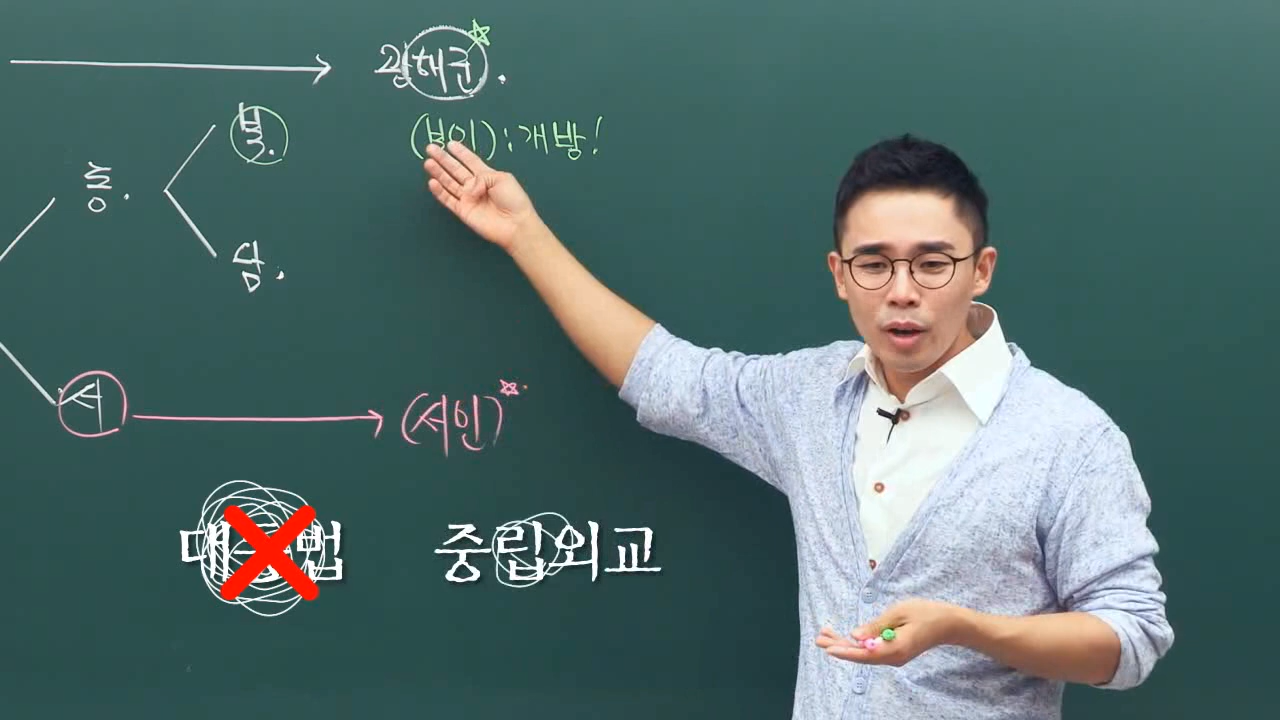 광해군.
북.
(북인) : 개방!
동.
남.
서
(서인)
중립외교